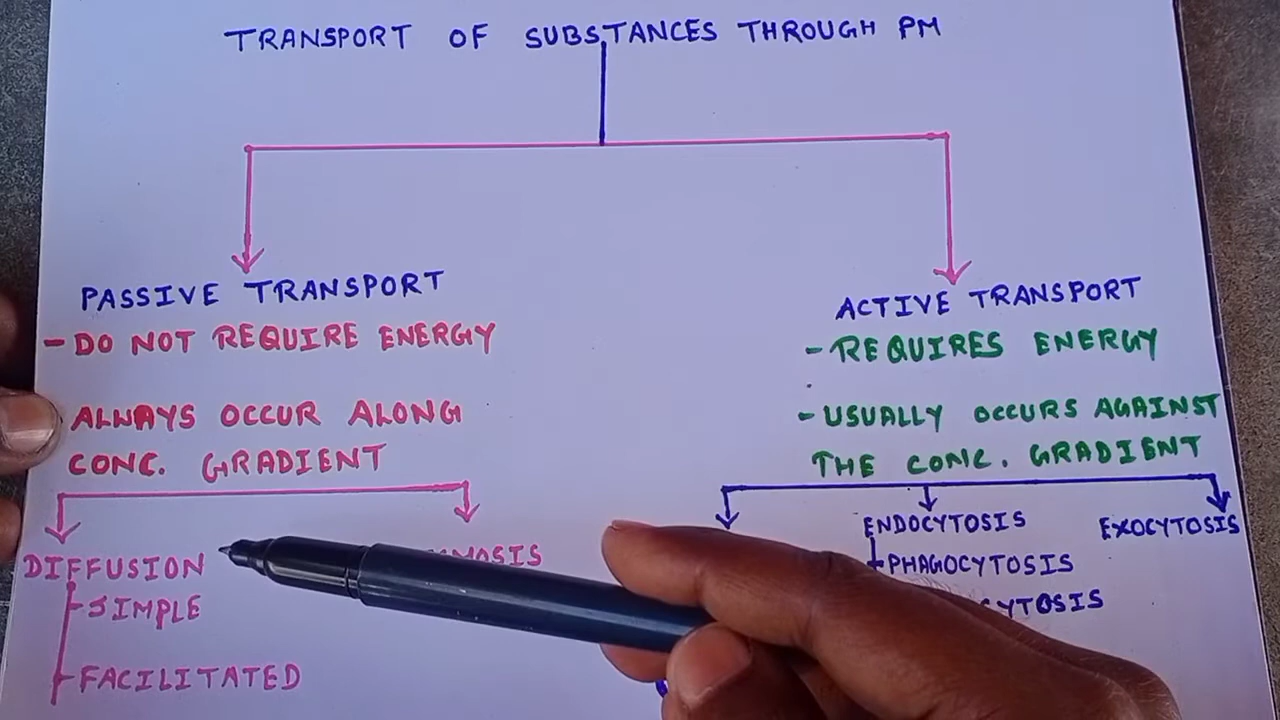 TRANSPORT OF SUBSTANCES THROUGH PM
PASSIVE TRANSPORT
- DO NOT REQUIRE ENERGY
ALWAYS OCCUR ALONG
CONC. GRADIENT
DIFFUSION
SIMPLE
FACILITATED
ACTIVE TRANSPORT
- REQUIRES ENERGY
- USUALLY OCCURS AGAINST
THE CONC. GRADIENT
ENDOCYTOSIS
PHAGOCYTOSIS
EXOCYTOSIS